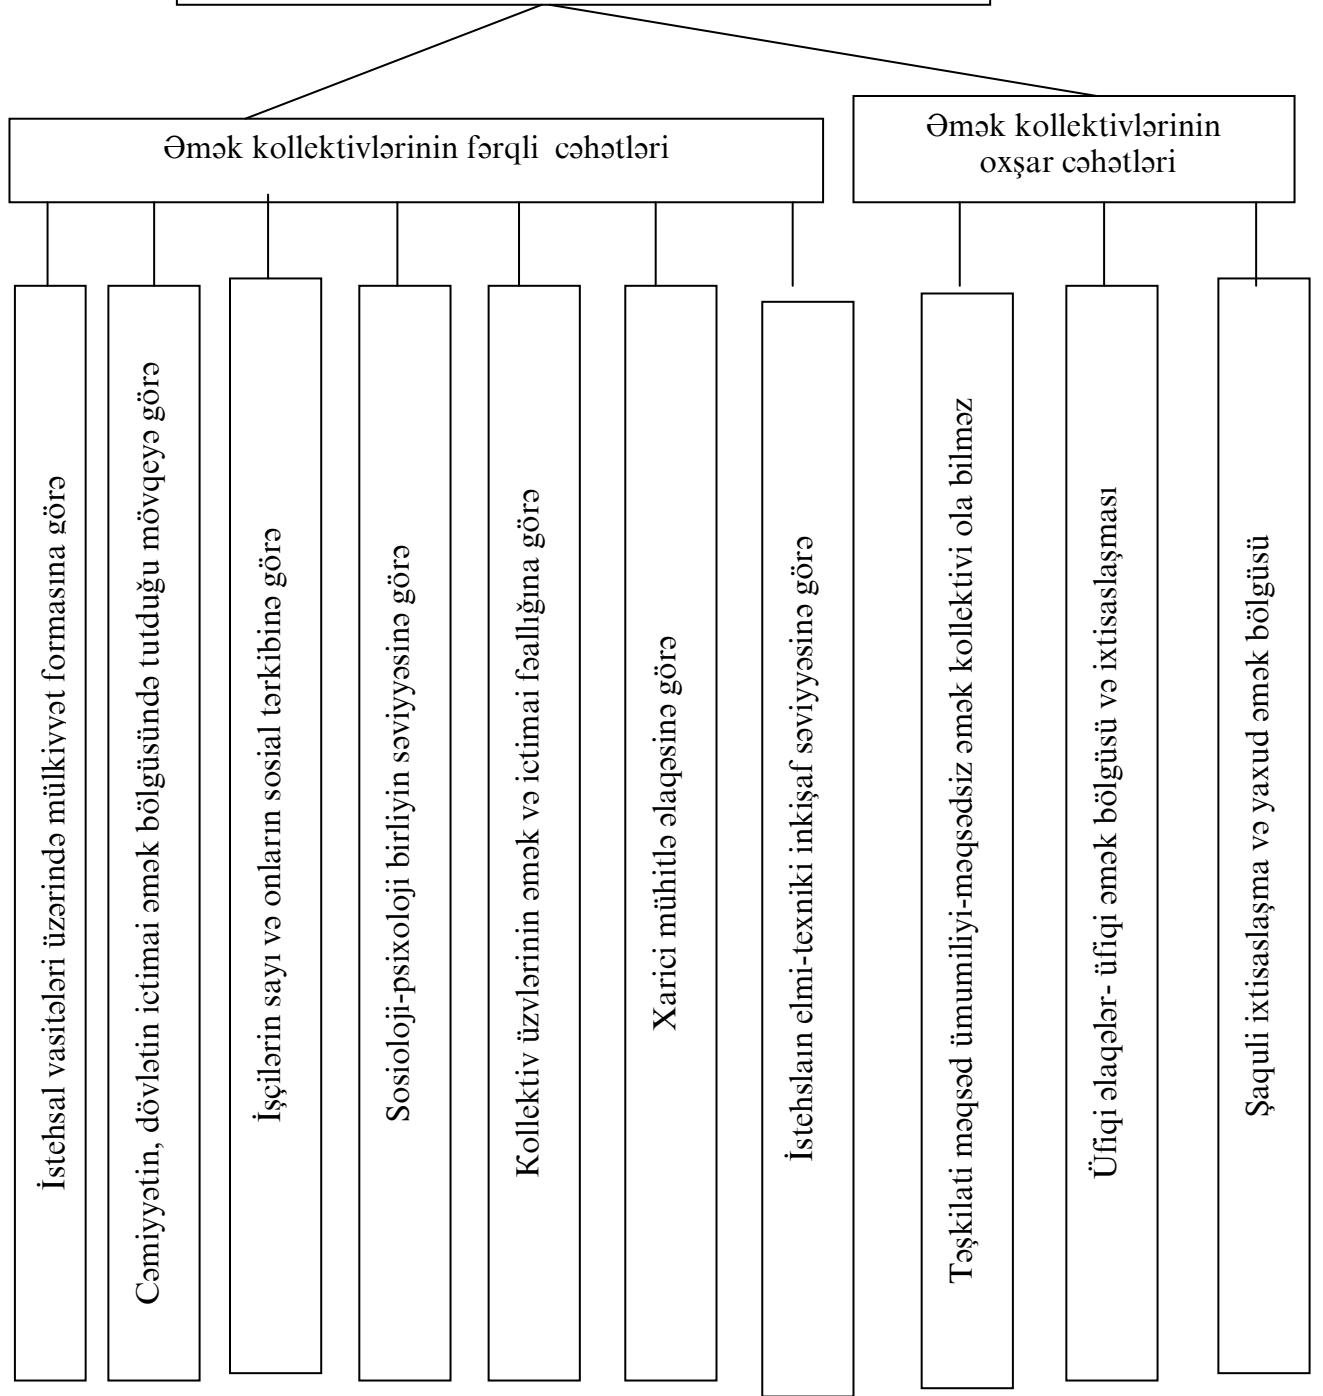 Əmək kollektivlərinin fərqli cəhətləri
Əmək kollektivlərinin
oxşar cəhətləri
İstehsal vasitələri üzərində mülkiyyət formasına görə
Cəmiyyətin, dövlətin ictimai əmək bölgüsündə tutduğu mövqeyə görə
İşçilərin sayı və onların sosial tərkibinə görə
Sosioloji-psixoloji birliyin səviyyəsinə görə
Kollektiv üzvlərinin əmək və ictimai fəallığına görə
Xarici mühitlə əlaqəsinə görə
İstehslaın elmi-texniki inkişaf səviyyəsinə görə
Təşkilati məqsəd ümumiliyi-məqsədsiz əmək kollektivi ola bilməz
Üfiqi əlaqələr- üfiqi əmək bölgüsü və ixtisaslaşması
Şaquli ixtisaslaşma və yaxud əmək bölgüsü